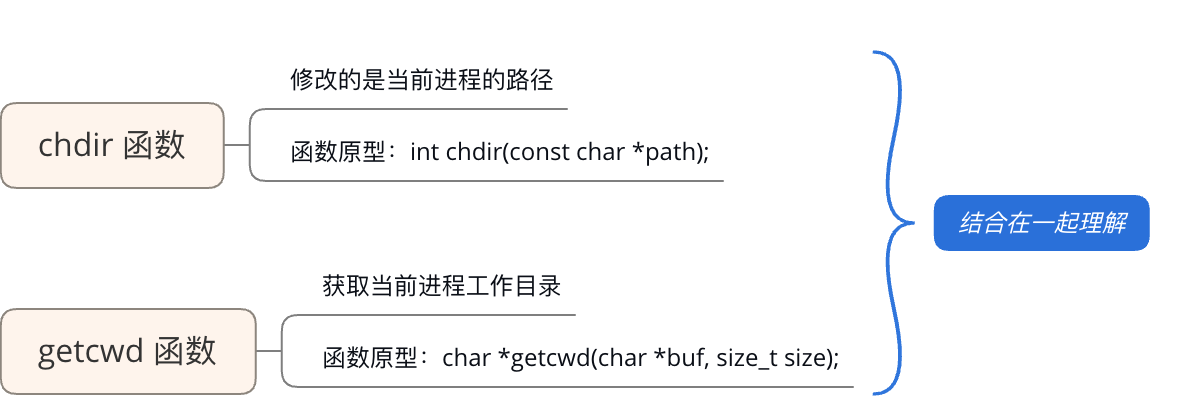 修改的是当前进程的路径
chdir 函数
函数原型：int chdir(const char *path);
结合在一起理解
获取当前进程工作目录
getcwd 函数
函数原型：char *getcwd(char *buf, size_t size);